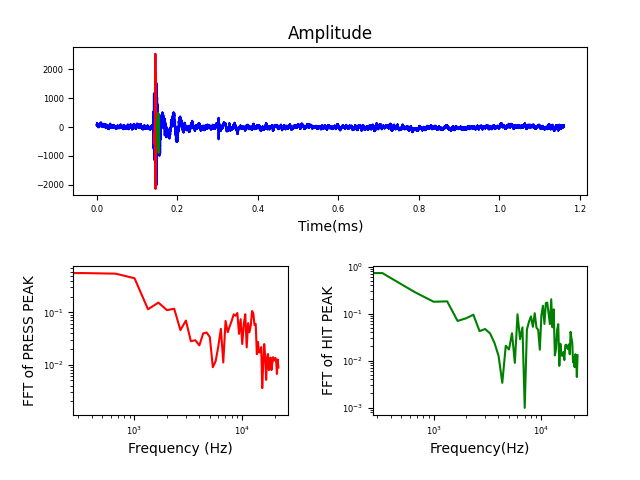 Amplitude
2000
1000
0
−1000
−2000
0.0 0.2 0.4 0.6 0.8 1.0 1.2
Time(ms)
FFT of PRESS PEAK
10⁻¹
10⁻²
10³ 10⁴
Frequency (Hz)
FFT of HIT PEAK
10⁰
10⁻¹
10⁻²
10⁻³
10³ 10⁴
Frequency(Hz)